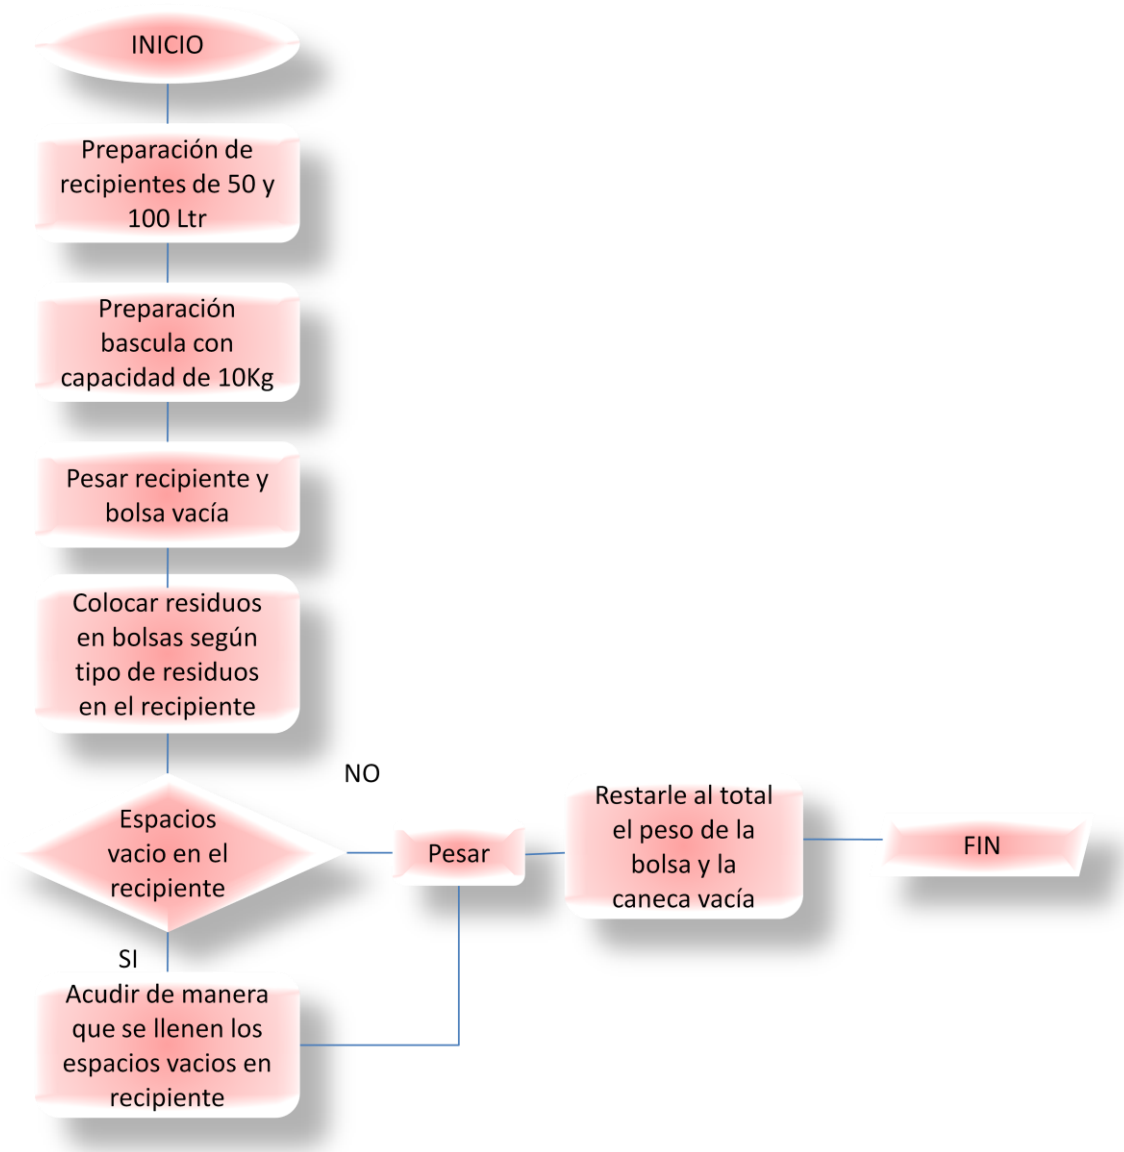 INICIO
Preparación de
recipientes de 50 y
100 Ltr
Preparación
bascula con
capacidad de 10Kg
Pesar recipiente y
bolsa vacía
Colocar residuos
en bolsas según
tipo de residuos
en el recipiente
Espacios
vacio en el
recipiente
NO
Pesar
Restarle al total
el peso de la
bolsa y la
caneca vacía
FIN
SI
Acudir de manera
que se llenen los
espacios vacios en
recipiente